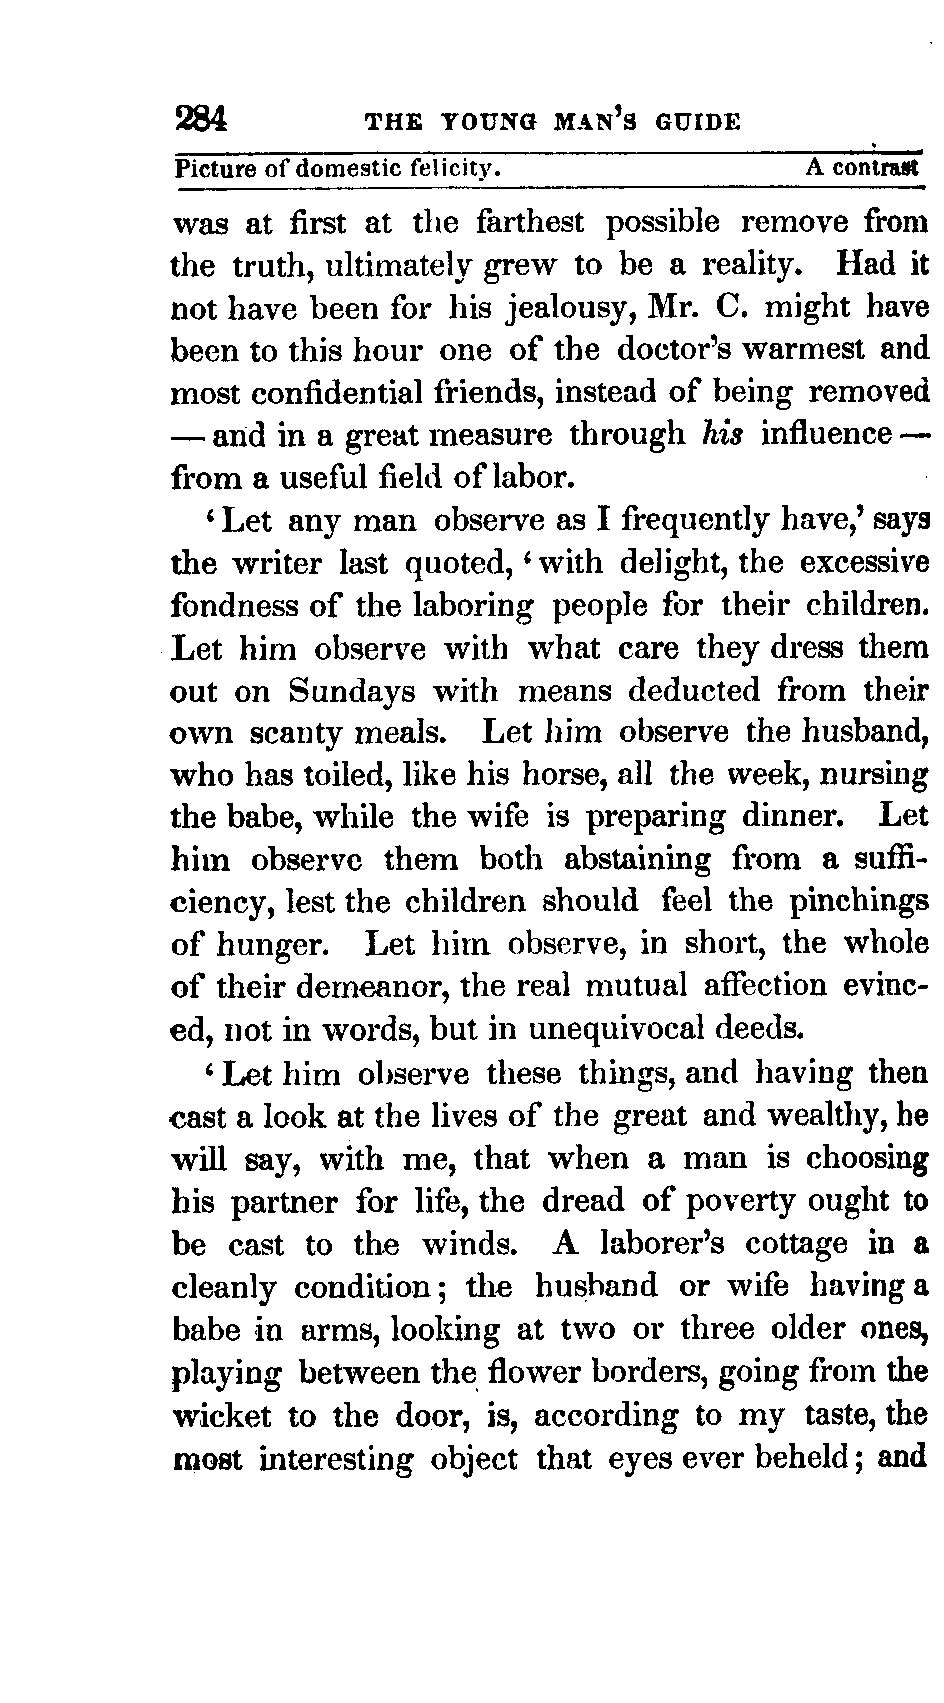 284 THE YOUNG MAN'S GUIDE
Picture of domestic felicity. A contrast
was at first at the farthest possible remove from
the truth, ultimately grew to be a reality. Had it
not have been for his jealousy, Mr. C. might have
been to this hour one of the doctor's warmest and
most confidential friends, instead of being removed
— and in a great measure through his influence —
from a useful field of labor.
‘ Let any man observe as I frequently have,’ says
the writer last quoted, ‘ with delight, the excessive
fondness of the laboring people for their children.
Let him observe with what care they dress them
out on Sundays with means deducted from their
own scanty meals. Let him observe the husband,
who has toiled, like his horse, all the week, nursing
the babe, while the wife is preparing dinner. Let
him observe them both abstaining from a suffi-
ciency, lest the children should feel the pinchings
of hunger. Let him observe, in short, the whole
of their demeanor, the real mutual affection evinc-
ed, not in words, but in unequivocal deeds.
‘ Let him observe these things, and having then
cast a look at the lives of the great and wealthy, he
will say, with me, that when a man is choosing
his partner for life, the dread of poverty ought to
be cast to the winds. A laborer's cottage in a
cleanly condition; the husband or wife having a
babe in arms, looking at two or three older ones,
playing between the flower borders, going from the
wicket to the door, is, according to my taste, the
most interesting object that eyes ever beheld; and